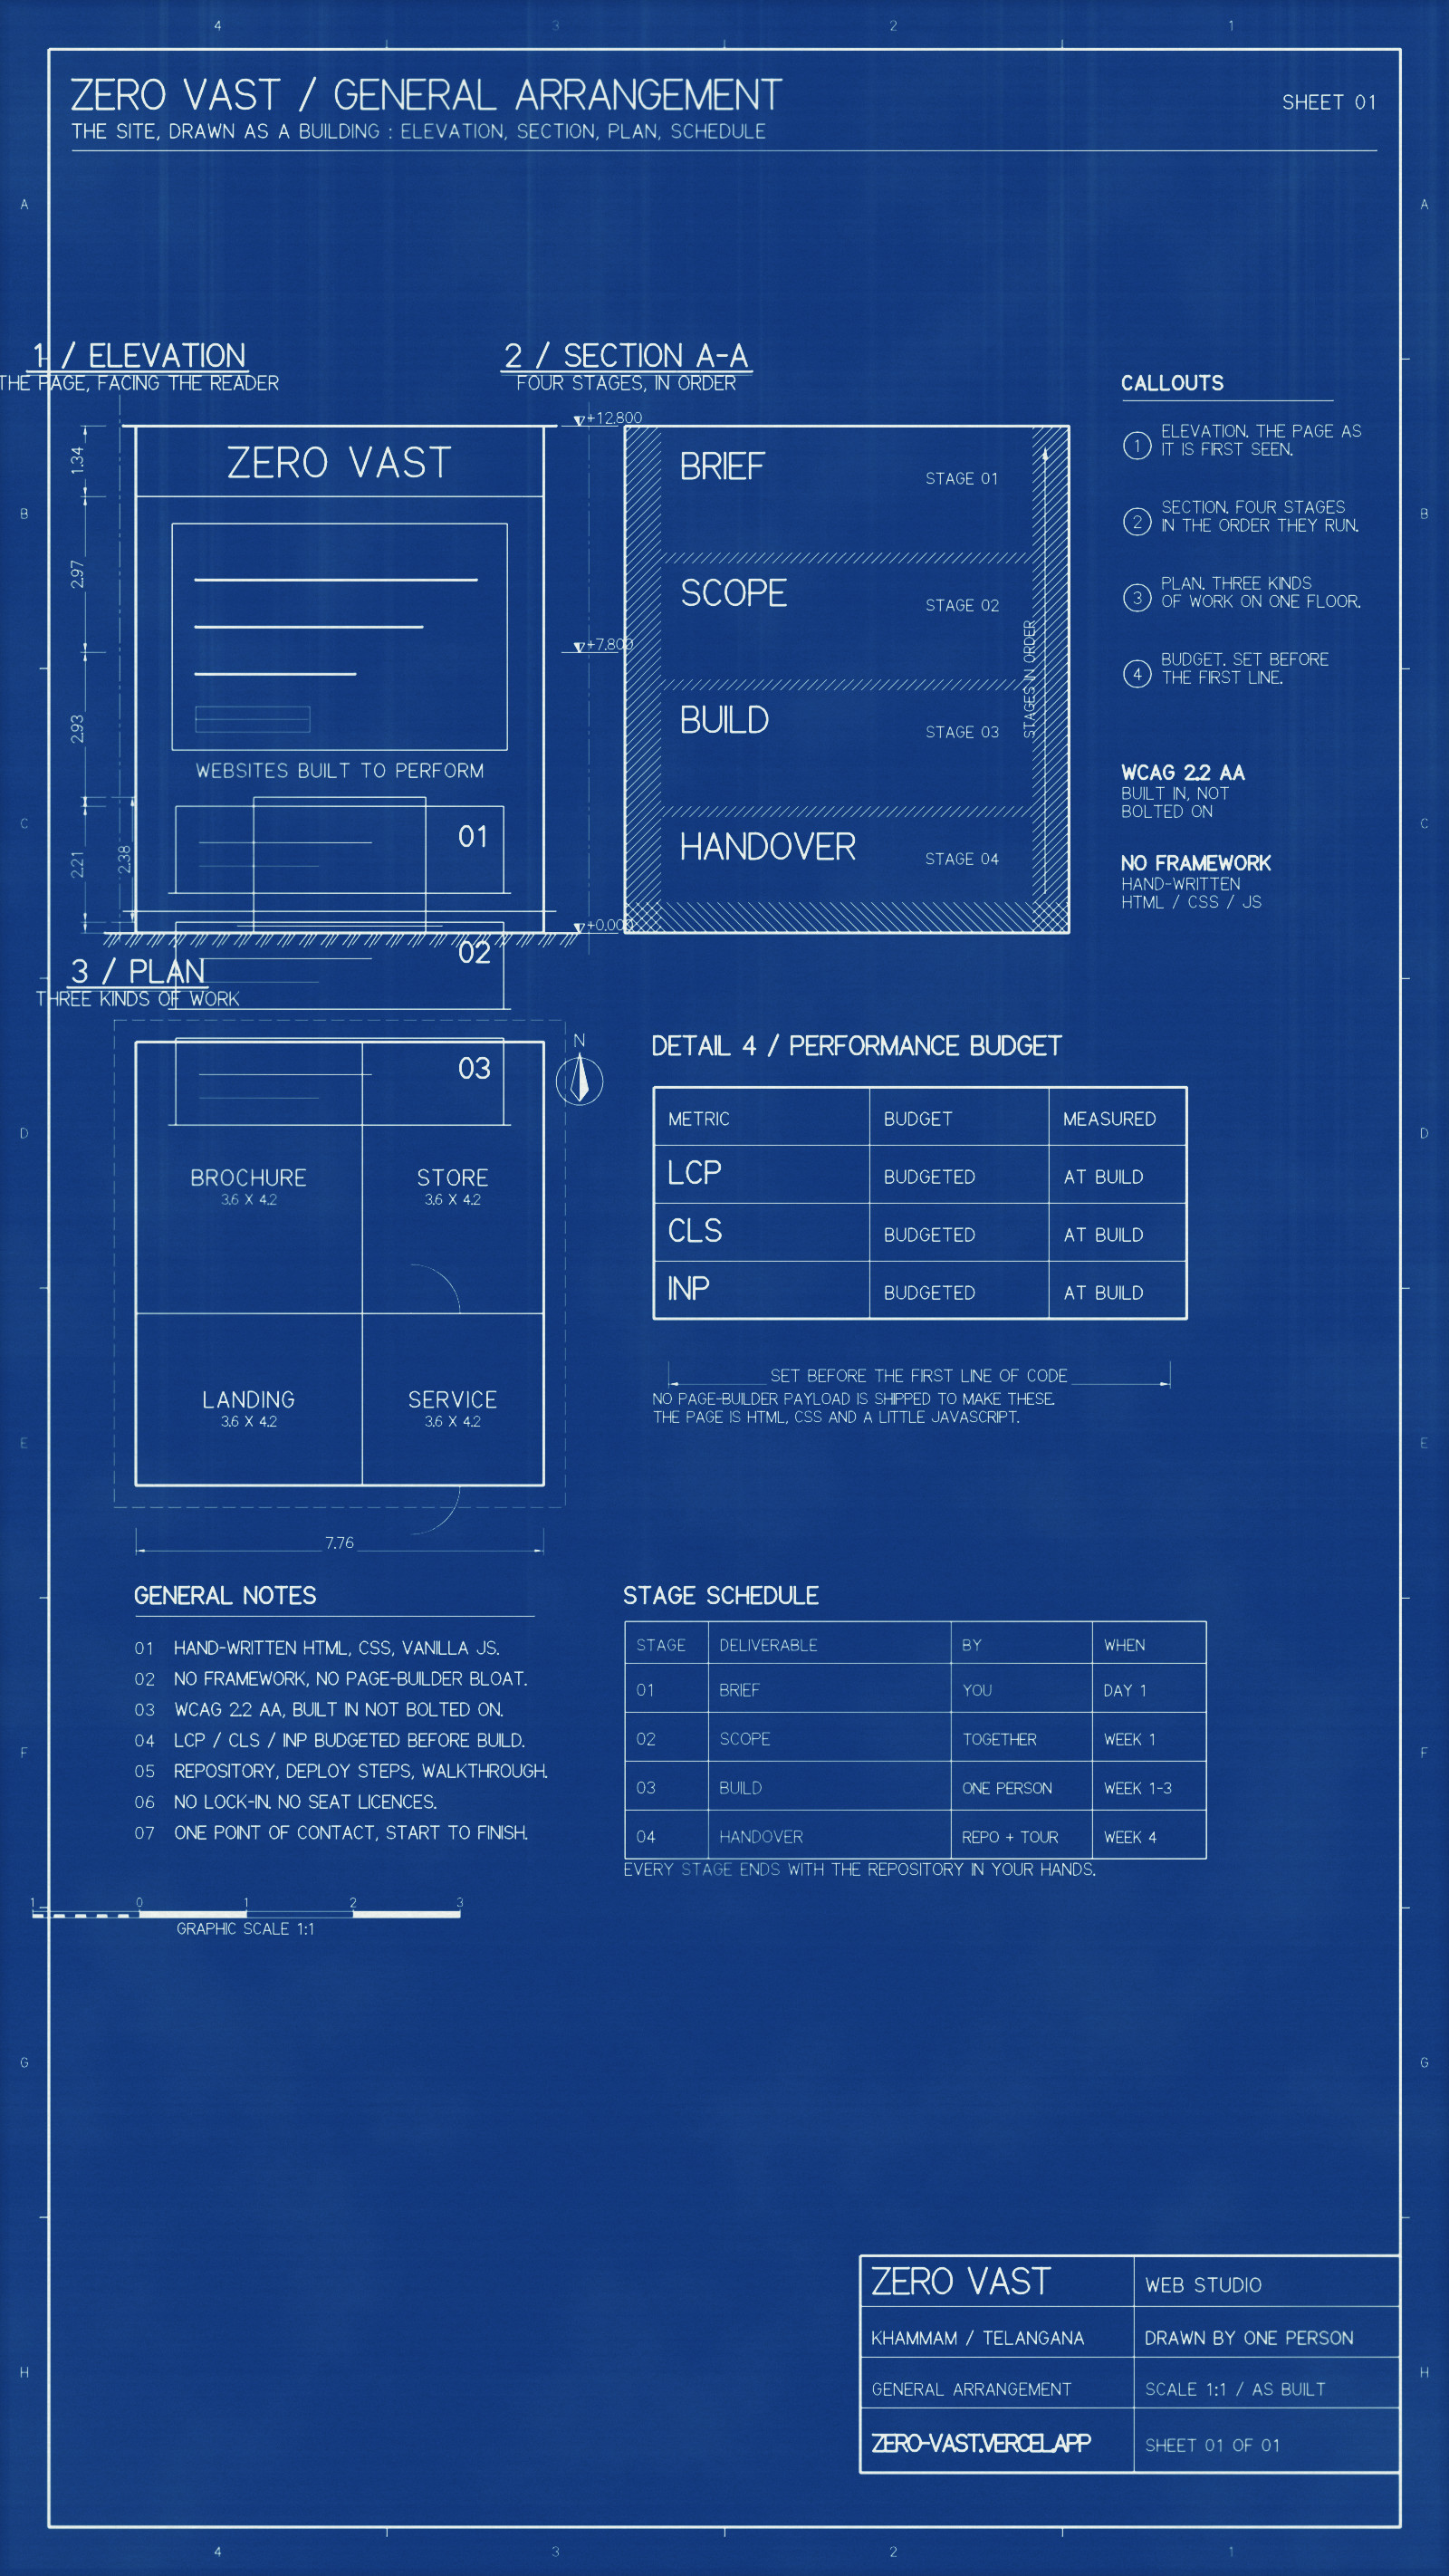 4 3 2 1
ZERO VAST / GENERAL ARRANGEMENT
SHEET 01
THE SITE, DRAWN AS A BUILDING : ELEVATION, SECTION, PLAN, SCHEDULE
A A
1 / ELEVATION
THE PAGE, FACING THE READER
2 / SECTION A-A
FOUR STAGES, IN ORDER
CALLOUTS
1 ELEVATION. THE PAGE AS
IT IS FIRST SEEN.
2 SECTION. FOUR STAGES
IN THE ORDER THEY RUN.
3 PLAN. THREE KINDS
OF WORK ON ONE FLOOR.
4 BUDGET. SET BEFORE
THE FIRST LINE.
WCAG 2.2 AA
BUILT IN, NOT
BOLTED ON
NO FRAMEWORK
HAND-WRITTEN
HTML / CSS / JS
B B
1.34
2.97
2.93
2.21
2.38
ZERO VAST
WEBSITES BUILT TO PERFORM
01
02
03
+12.800
+7.800
+0.000
BRIEF STAGE 01
SCOPE STAGE 02
BUILD STAGE 03
HANDOVER STAGE 04
STAGES IN ORDER
C C
3 / PLAN
THREE KINDS OF WORK
N
BROCHURE
3.6 X 4.2
STORE
3.6 X 4.2
LANDING
3.6 X 4.2
SERVICE
3.6 X 4.2
7.76
D D
DETAIL 4 / PERFORMANCE BUDGET
METRIC BUDGET MEASURED
LCP BUDGETED AT BUILD
CLS BUDGETED AT BUILD
INP BUDGETED AT BUILD
SET BEFORE THE FIRST LINE OF CODE
NO PAGE-BUILDER PAYLOAD IS SHIPPED TO MAKE THESE.
THE PAGE IS HTML, CSS AND A LITTLE JAVASCRIPT.
E E
GENERAL NOTES
01 HAND-WRITTEN HTML, CSS, VANILLA JS.
02 NO FRAMEWORK, NO PAGE-BUILDER BLOAT.
03 WCAG 2.2 AA, BUILT IN NOT BOLTED ON.
04 LCP / CLS / INP BUDGETED BEFORE BUILD.
05 REPOSITORY, DEPLOY STEPS, WALKTHROUGH.
06 NO LOCK-IN. NO SEAT LICENCES.
07 ONE POINT OF CONTACT, START TO FINISH.
STAGE SCHEDULE
STAGE DELIVERABLE BY WHEN
01 BRIEF YOU DAY 1
02 SCOPE TOGETHER WEEK 1
03 BUILD ONE PERSON WEEK 1-3
04 HANDOVER REPO + TOUR WEEK 4
EVERY STAGE ENDS WITH THE REPOSITORY IN YOUR HANDS.
F F
1 0 1 2 3
GRAPHIC SCALE 1:1
G G
ZERO VAST WEB STUDIO
KHAMMAM / TELANGANA DRAWN BY ONE PERSON
GENERAL ARRANGEMENT SCALE 1:1 / AS BUILT
ZERO-VAST.VERCEL.APP SHEET 01 OF 01
H H
4 3 2 1